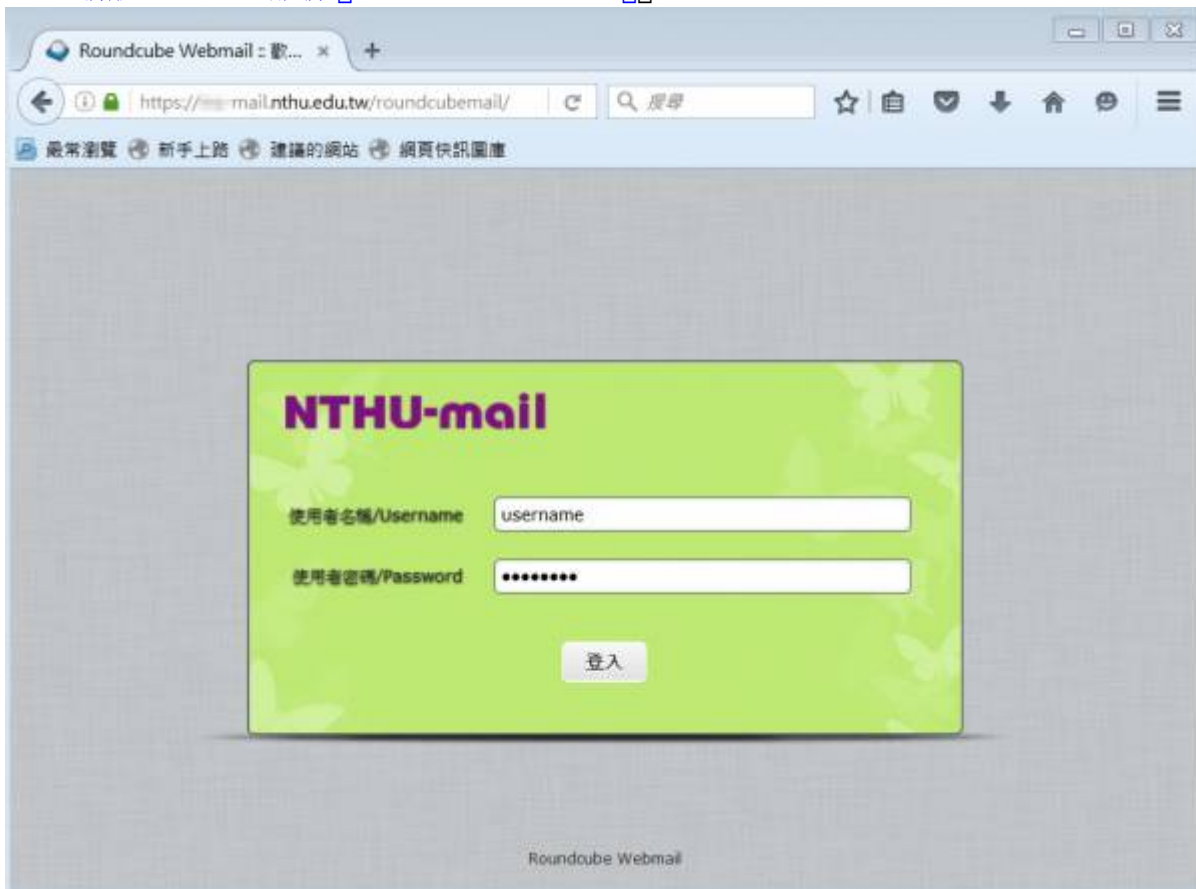 Roundcube Webmail :: 歡...
https:// mail.nthu.edu.tw/roundcubemail/
搜尋
最常瀏覽 新手上路 建議的網站 網頁快訊圖庫
NTHU-mail
使用者名稱/Username username
使用者密碼/Password ••••••••
登入
Roundcube Webmail